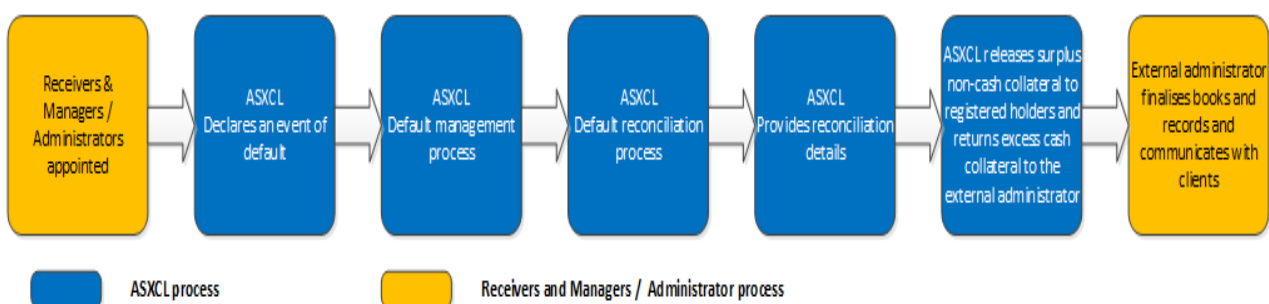 Receivers &
Managers /
Administrators
appointed
ASXCL
Declares an event of
default
ASXCL
Default management
process
ASXCL
Default reconciliation
process
ASXCL
Provides reconciliation
details
ASXCL releases surplus
non-cash collateral to
registered holders and
returns excess cash
collateral to the
external administrator
External administrator
finalises books and
records and
communicates with
clients
ASXCL process
Receivers and Managers / Administrator process